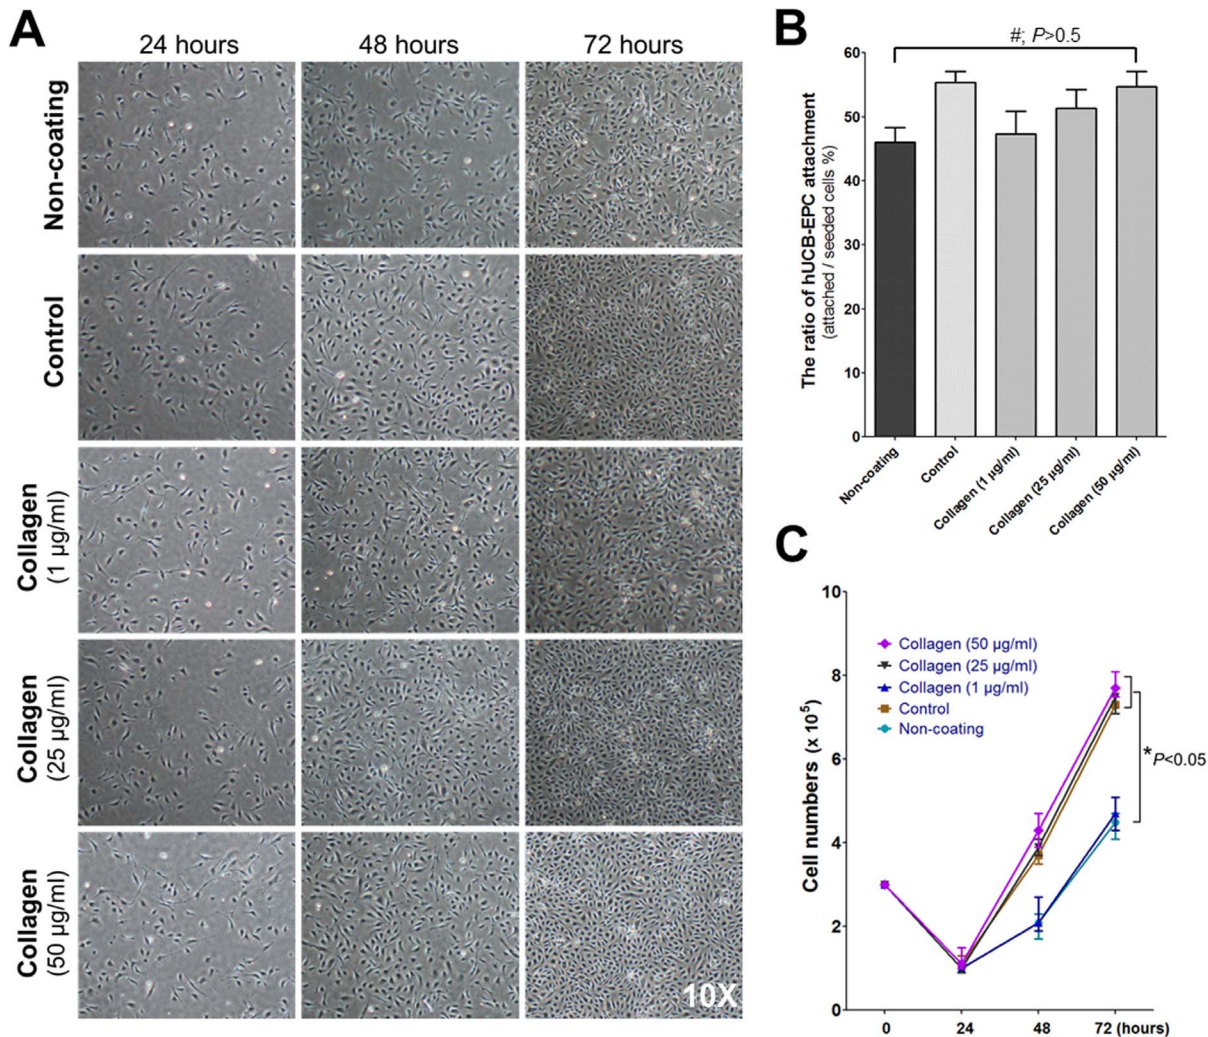 A
24 hours
48 hours
72 hours
Non-coating
Control
Collagen
(1 µg/ml)
Collagen
(25 µg/ml)
Collagen
(50 µg/ml)
10X
B
#; P>0.5
The ratio of hUCB-EPC attachment
(attached / seeded cells %)
60
50
40
30
20
10
0
Non-coating
Control
Collagen (1 µg/ml)
Collagen (25 µg/ml)
Collagen (50 µg/ml)
C
Cell numbers (x 10⁵)
10
8
6
4
2
0
Collagen (50 µg/ml)
Collagen (25 µg/ml)
Collagen (1 µg/ml)
Control
Non-coating
*P<0.05
0
24
48
72 (hours)